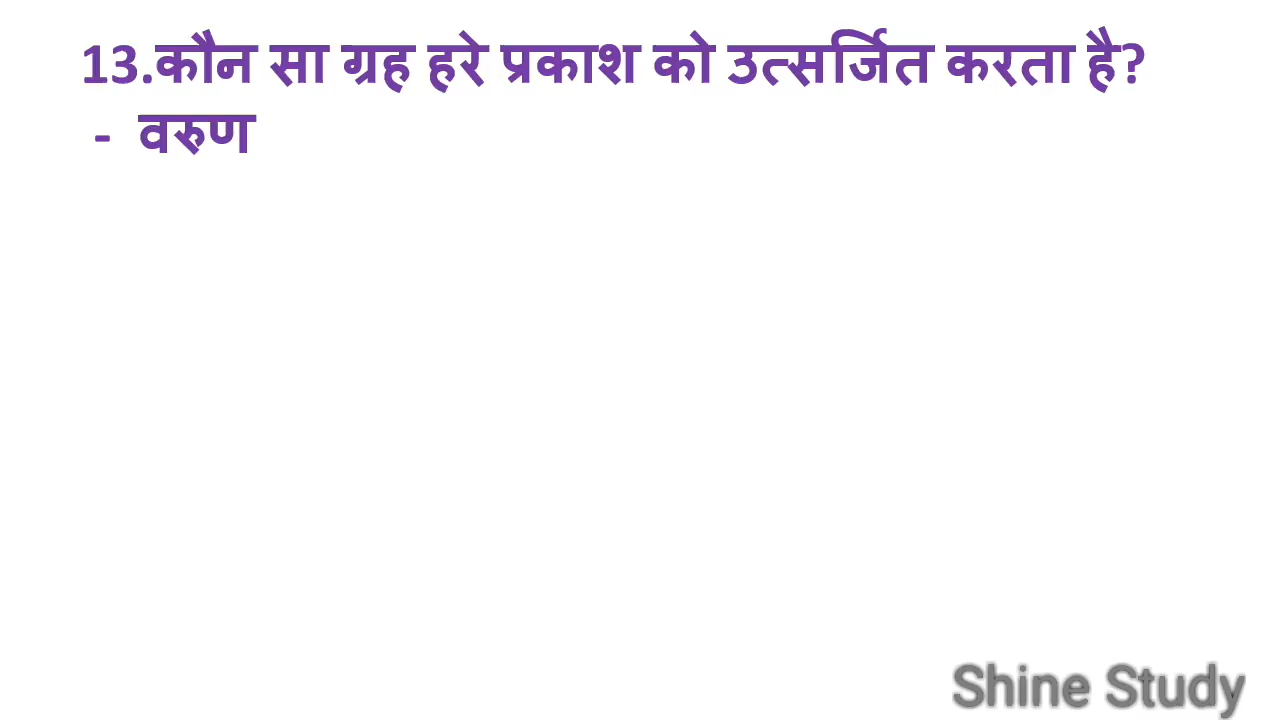 13.कौन सा ग्रह हरे प्रकाश को उत्सर्जित करता है?
- वरुण
Shine Study